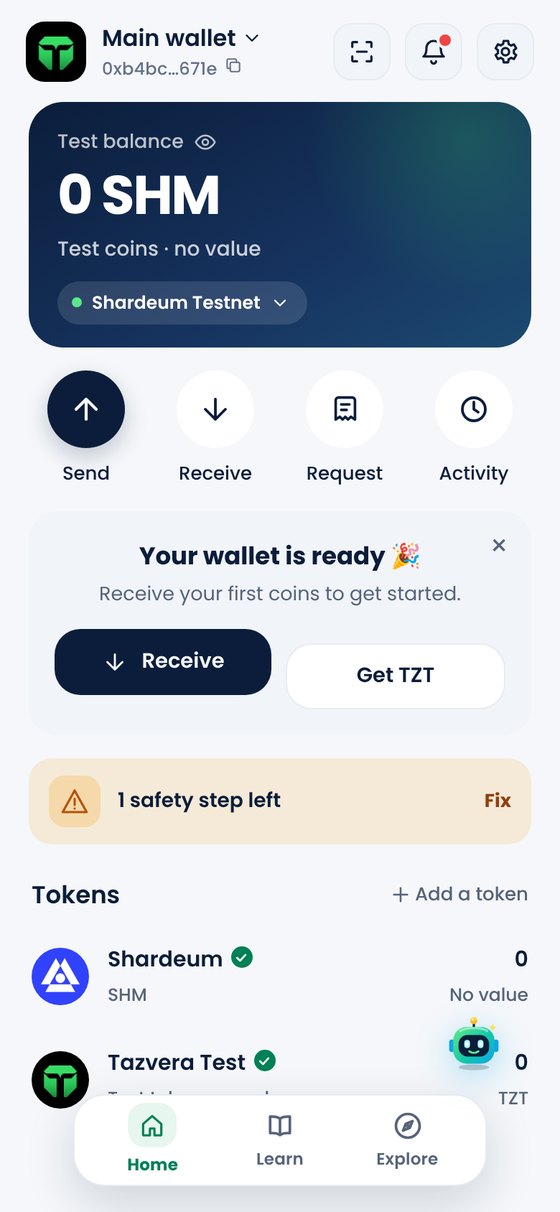 Main wallet
0xb4bc...671e
Test balance
0 SHM
Test coins · no value
Shardeum Testnet
Send
Receive
Request
Activity
Your wallet is ready 🎉
Receive your first coins to get started.
Receive
Get TZT
1 safety step left
Fix
Tokens
+ Add a token
Shardeum
0
SHM
No value
Tazvera Test
0
TZT
Home
Learn
Explore